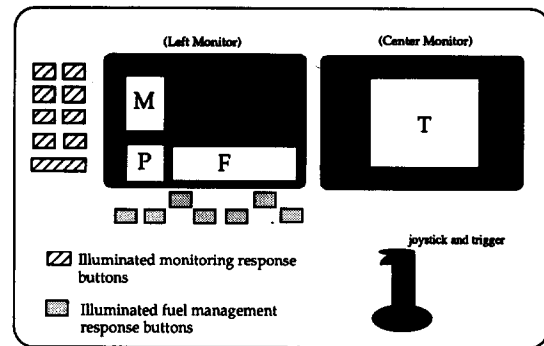 (Left Monitor)
(Center Monitor)
M
T
P
F
joystick and trigger
Illuminated monitoring response
buttons
Illuminated fuel management
response buttons